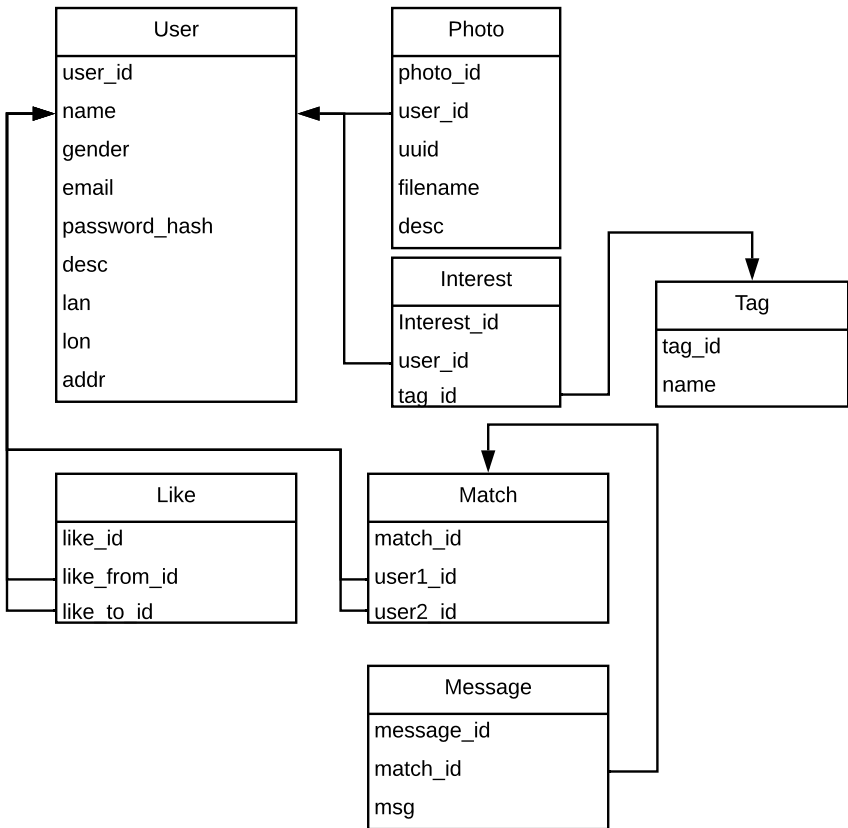 User
user_id
name
gender
email
password_hash
desc
lan
lon
addr
Photo
photo_id
user_id
uuid
filename
desc
Interest
Interest_id
user_id
tag_id
Tag
tag_id
name
Like
like_id
like_from_id
like_to_id
Match
match_id
user1_id
user2_id
Message
message_id
match_id
msg